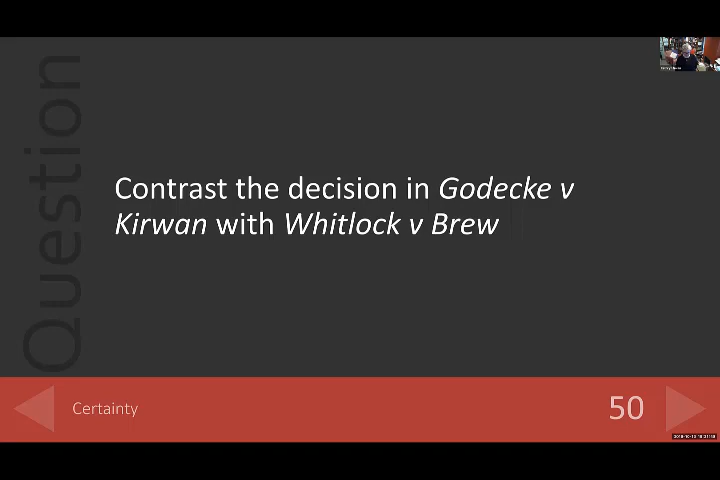 Question
Contrast the decision in Godecke v
Kirwan with Whitlock v Brew
Certainty
50